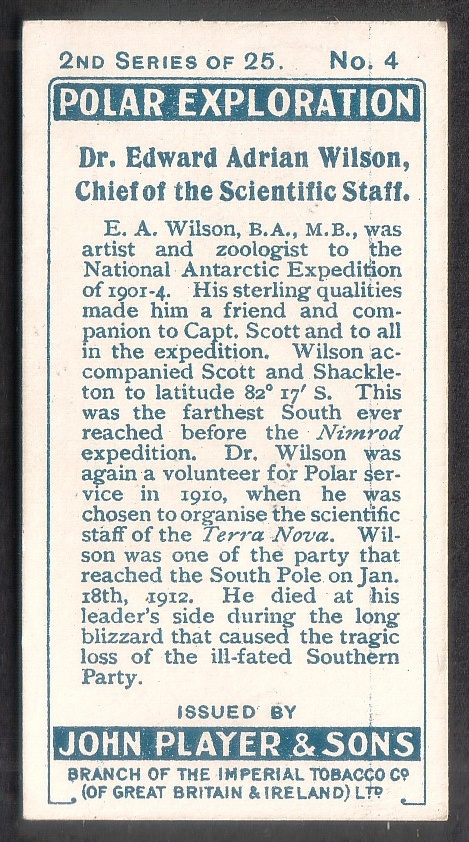 2ND SERIES OF 25. No. 4
POLAR EXPLORATION
Dr. Edward Adrian Wilson,
Chief of the Scientific Staff.
E. A. Wilson, B.A., M.B., was
artist and zoologist to the
National Antarctic Expedition
of 1901-4. His sterling qualities
made him a friend and com-
panion to Capt. Scott and to all
in the expedition. Wilson ac-
companied Scott and Shackle-
ton to latitude 82° 17′ S. This
was the farthest South ever
reached before the Nimrod
expedition. Dr. Wilson was
again a volunteer for Polar ser-
vice in 1910, when he was
chosen to organise the scientific
staff of the Terra Nova. Wil-
son was one of the party that
reached the South Pole on Jan.
18th, 1912. He died at his
leader's side during the long
blizzard that caused the tragic
loss of the ill-fated Southern
Party.
ISSUED BY
JOHN PLAYER & SONS
BRANCH OF THE IMPERIAL TOBACCO CO
(OF GREAT BRITAIN & IRELAND) LTD